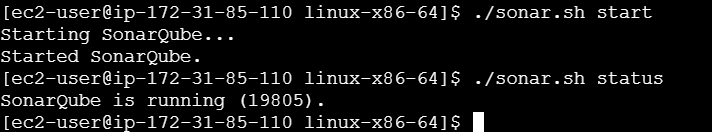 [ec2-user@ip-172-31-85-110 linux-x86-64]$ ./sonar.sh start
Starting SonarQube...
Started SonarQube.
[ec2-user@ip-172-31-85-110 linux-x86-64]$ ./sonar.sh status
SonarQube is running (19805).
[ec2-user@ip-172-31-85-110 linux-x86-64]$